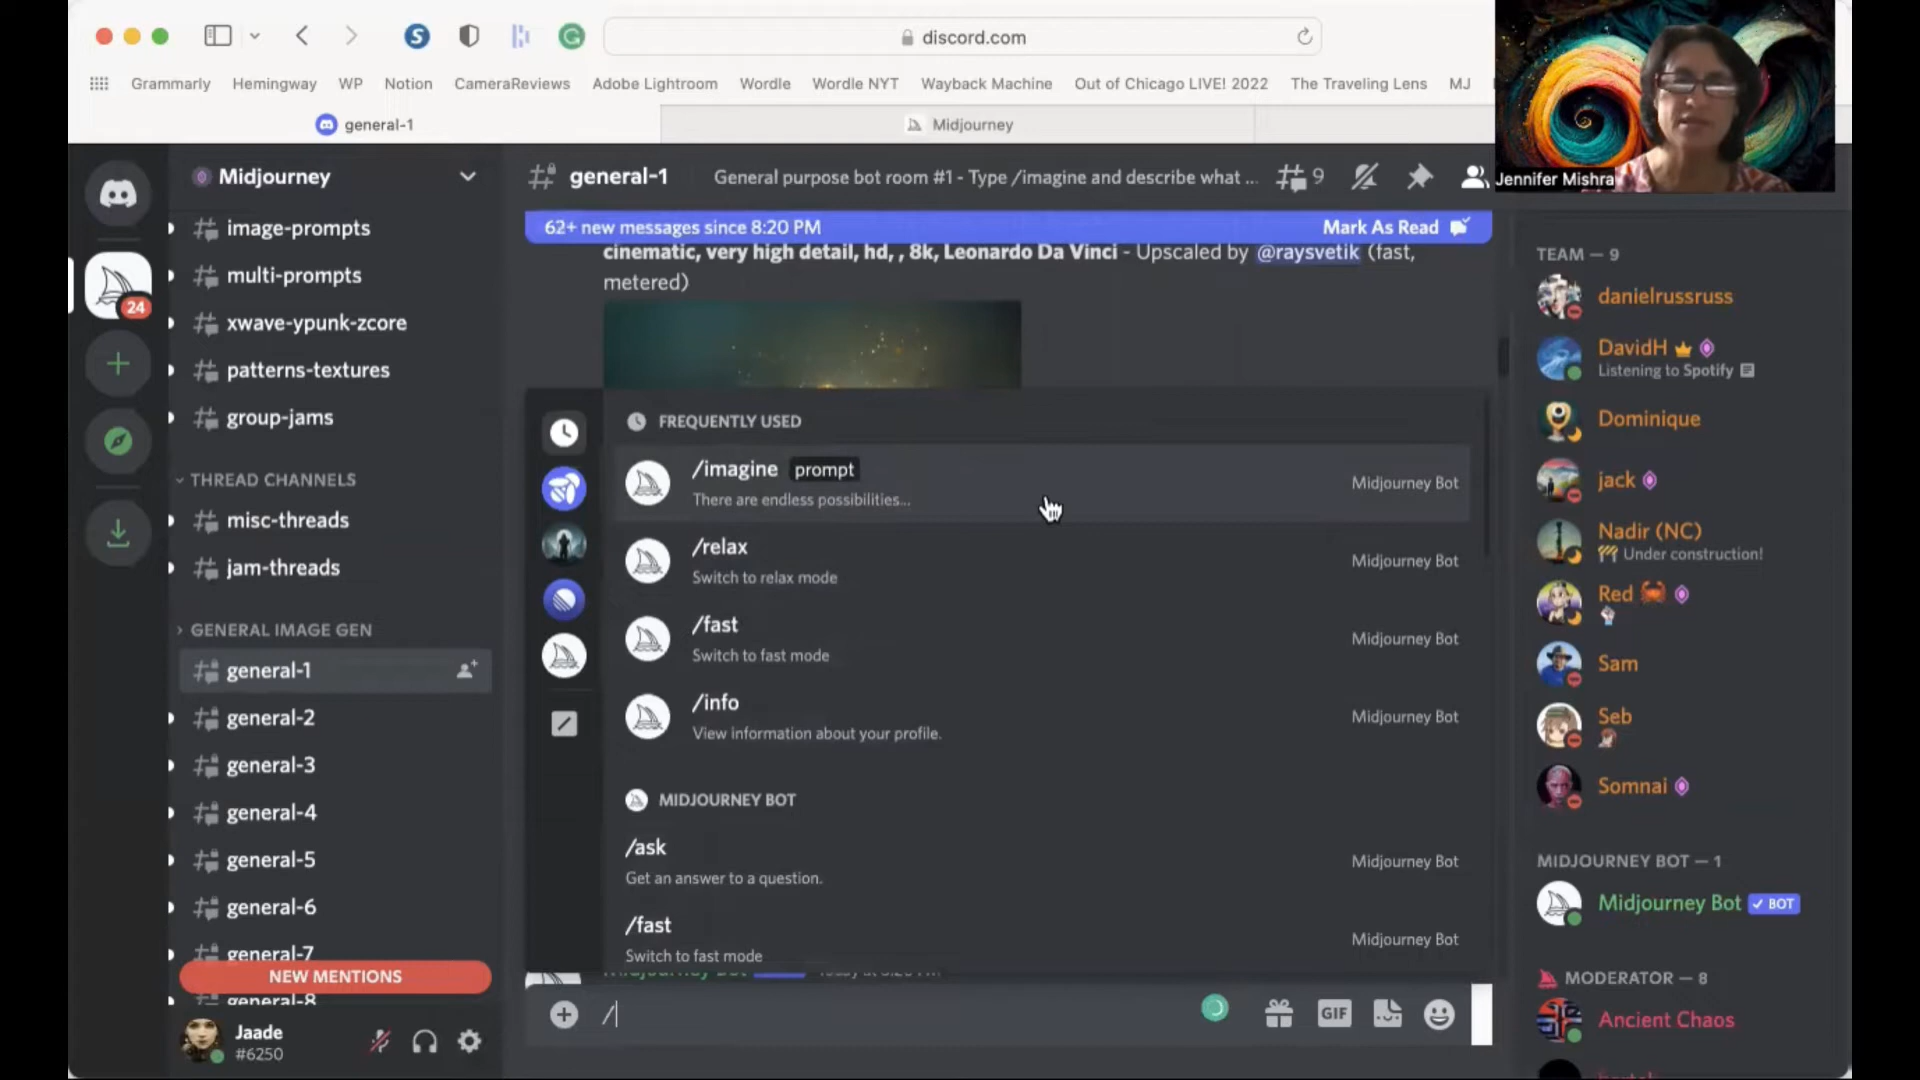 discord.com
Grammarly Hemingway WP Notion CameraReviews Adobe Lightroom Wordle Wordle NYT Wayback Machine Out of Chicago LIVE! 2022 The Traveling Lens MJ
general-1
Midjourney
Jennifer Mishra
24
Midjourney
image-prompts
multi-prompts
xwave-ypunk-zcore
patterns-textures
group-jams
THREAD CHANNELS
misc-threads
jam-threads
GENERAL IMAGE GEN
general-1
general-2
general-3
general-4
general-5
general-6
general-7
NEW MENTIONS
general-8
Jaade
#6250
general-1
General purpose bot room #1 - Type /imagine and describe what ...
9
62+ new messages since 8:20 PM
Mark As Read
cinematic, very high detail, hd, , 8k, Leonardo Da Vinci - Upscaled by @raysvetik (fast,
metered)
FREQUENTLY USED
/imagine prompt
There are endless possibilities...
Midjourney Bot
/relax
Switch to relax mode
Midjourney Bot
/fast
Switch to fast mode
Midjourney Bot
/info
View information about your profile.
Midjourney Bot
MIDJOURNEY BOT
/ask
Get an answer to a question.
Midjourney Bot
/fast
Switch to fast mode
Midjourney Bot
/
GIF
TEAM — 9
danielrussruss
DavidH
Listening to Spotify
Dominique
jack
Nadir (NC)
Under construction!
Red
Sam
Seb
Somnai
MIDJOURNEY BOT — 1
Midjourney Bot BOT
MODERATOR — 8
Ancient Chaos